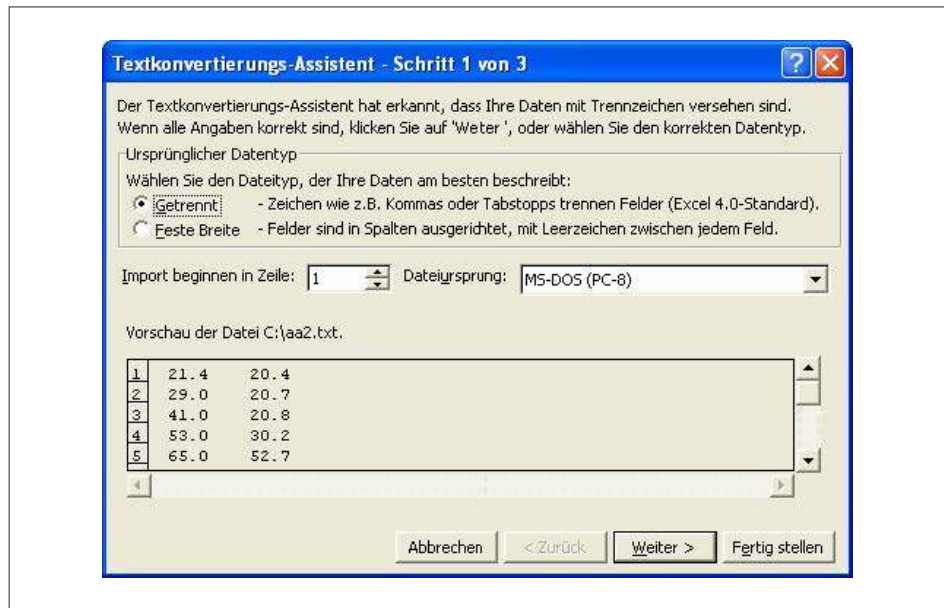 Textkonvertierungs-Assistent - Schritt 1 von 3
Der Textkonvertierungs-Assistent hat erkannt, dass Ihre Daten mit Trennzeichen versehen sind.
Wenn alle Angaben korrekt sind, klicken Sie auf 'Weter ', oder wählen Sie den korrekten Datentyp.
Ursprünglicher Datentyp
Wählen Sie den Dateityp, der Ihre Daten am besten beschreibt:
Getrennt - Zeichen wie z.B. Kommas oder Tabstopps trennen Felder (Excel 4.0-Standard).
Feste Breite - Felder sind in Spalten ausgerichtet, mit Leerzeichen zwischen jedem Feld.
Import beginnen in Zeile: 1 Dateiursprung: MS-DOS (PC-8)
Vorschau der Datei C:\aa2.txt.
1 21.4 20.4
2 29.0 20.7
3 41.0 20.8
4 53.0 30.2
5 65.0 52.7
Abbrechen < Zurück Weiter > Fertig stellen